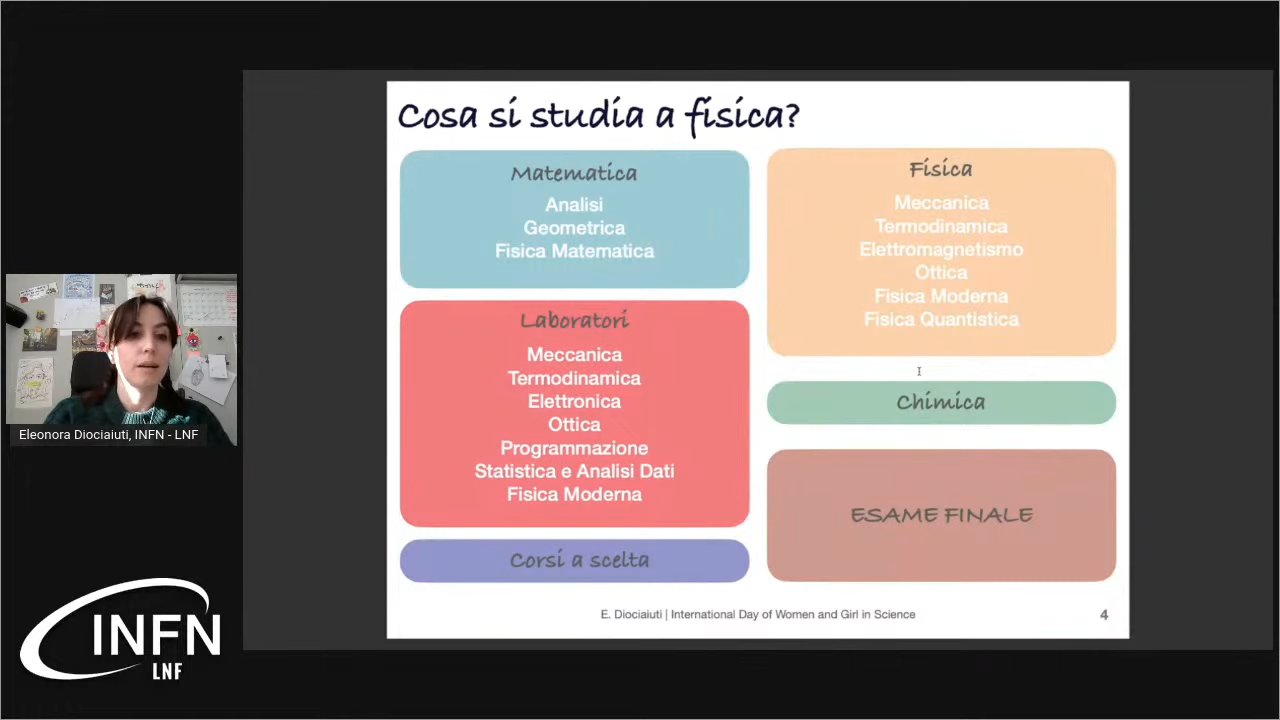 Cosa si studia a fisica?
Matematica
Analisi
Geometrica
Fisica Matematica
Laboratori
Meccanica
Termodinamica
Elettronica
Ottica
Programmazione
Statistica e Analisi Dati
Fisica Moderna
Corsi a scelta
Fisica
Meccanica
Termodinamica
Elettromagnetismo
Ottica
Fisica Moderna
Fisica Quantistica
Chimica
ESAME FINALE
E. Diociaiuti | International Day of Women and Girl in Science
4
Eleonora Diociaiuti, INFN - LNF
INFN
LNF